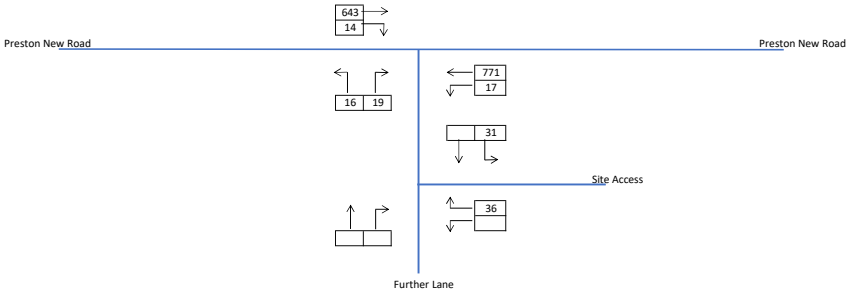 643
14
Preston New Road
Preston New Road
771
17
16 19
31
Site Access
36
Further Lane